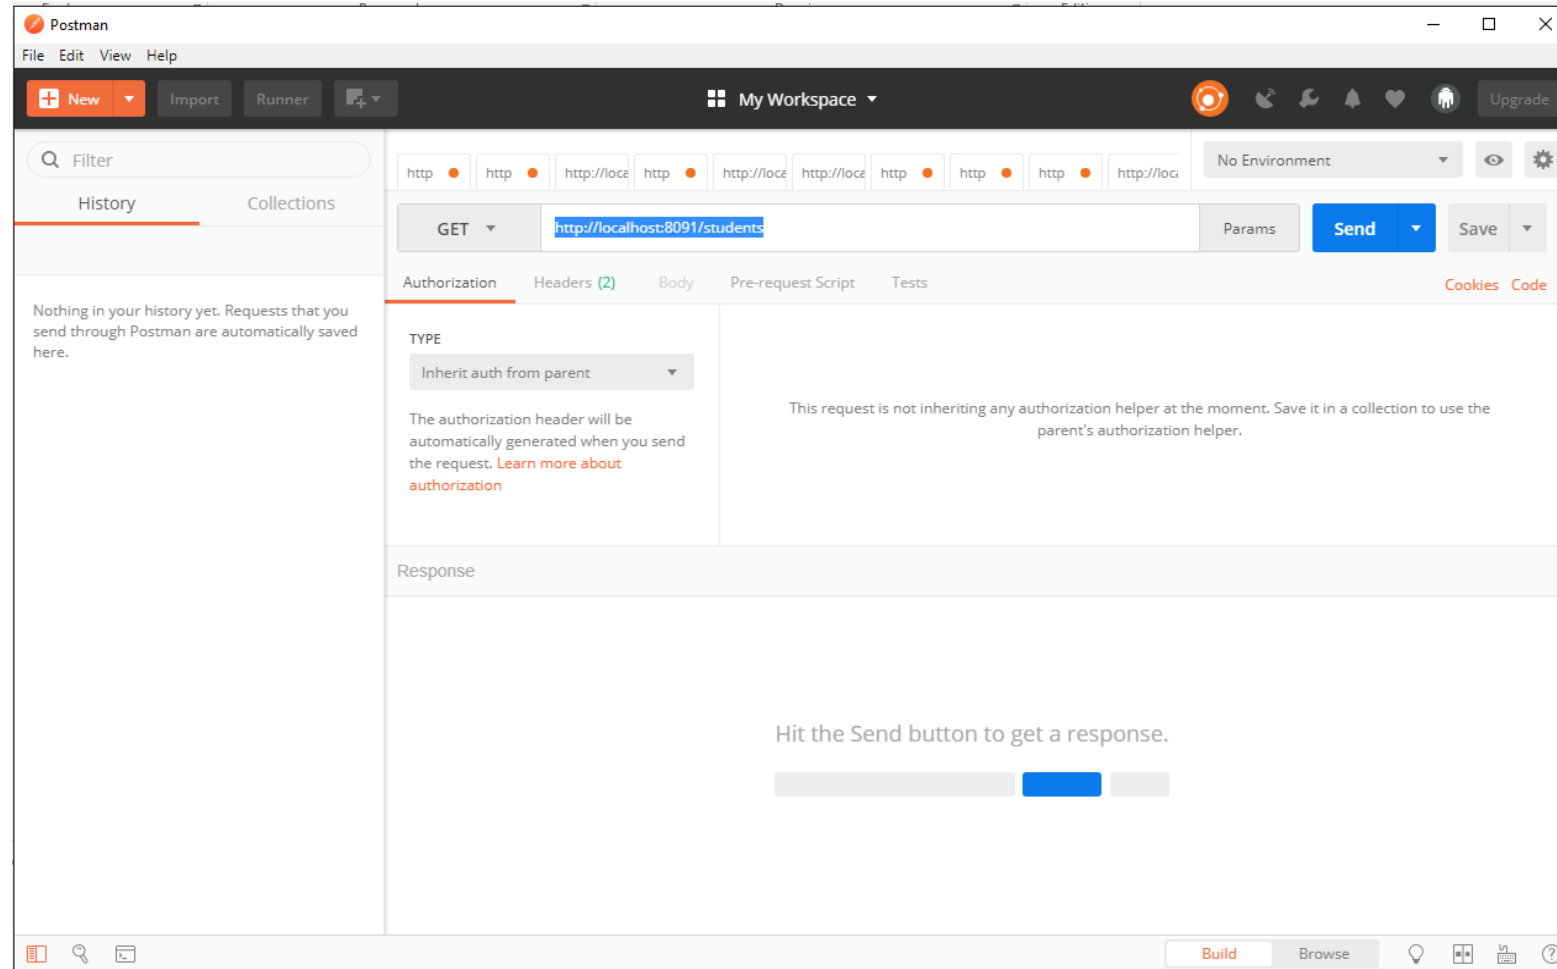 Postman
File Edit View Help
New Import Runner My Workspace Upgrade
Filter
History Collections
Nothing in your history yet. Requests that you
send through Postman are automatically saved
here.
http http http://loca http http://loca http://loca http http http http://loca
No Environment
GET http://localhost:8091/students Params Send Save
Authorization Headers (2) Body Pre-request Script Tests Cookies Code
TYPE
Inherit auth from parent
The authorization header will be
automatically generated when you send
the request. Learn more about
authorization
This request is not inheriting any authorization helper at the moment. Save it in a collection to use the
parent's authorization helper.
Response
Hit the Send button to get a response.
Build Browse